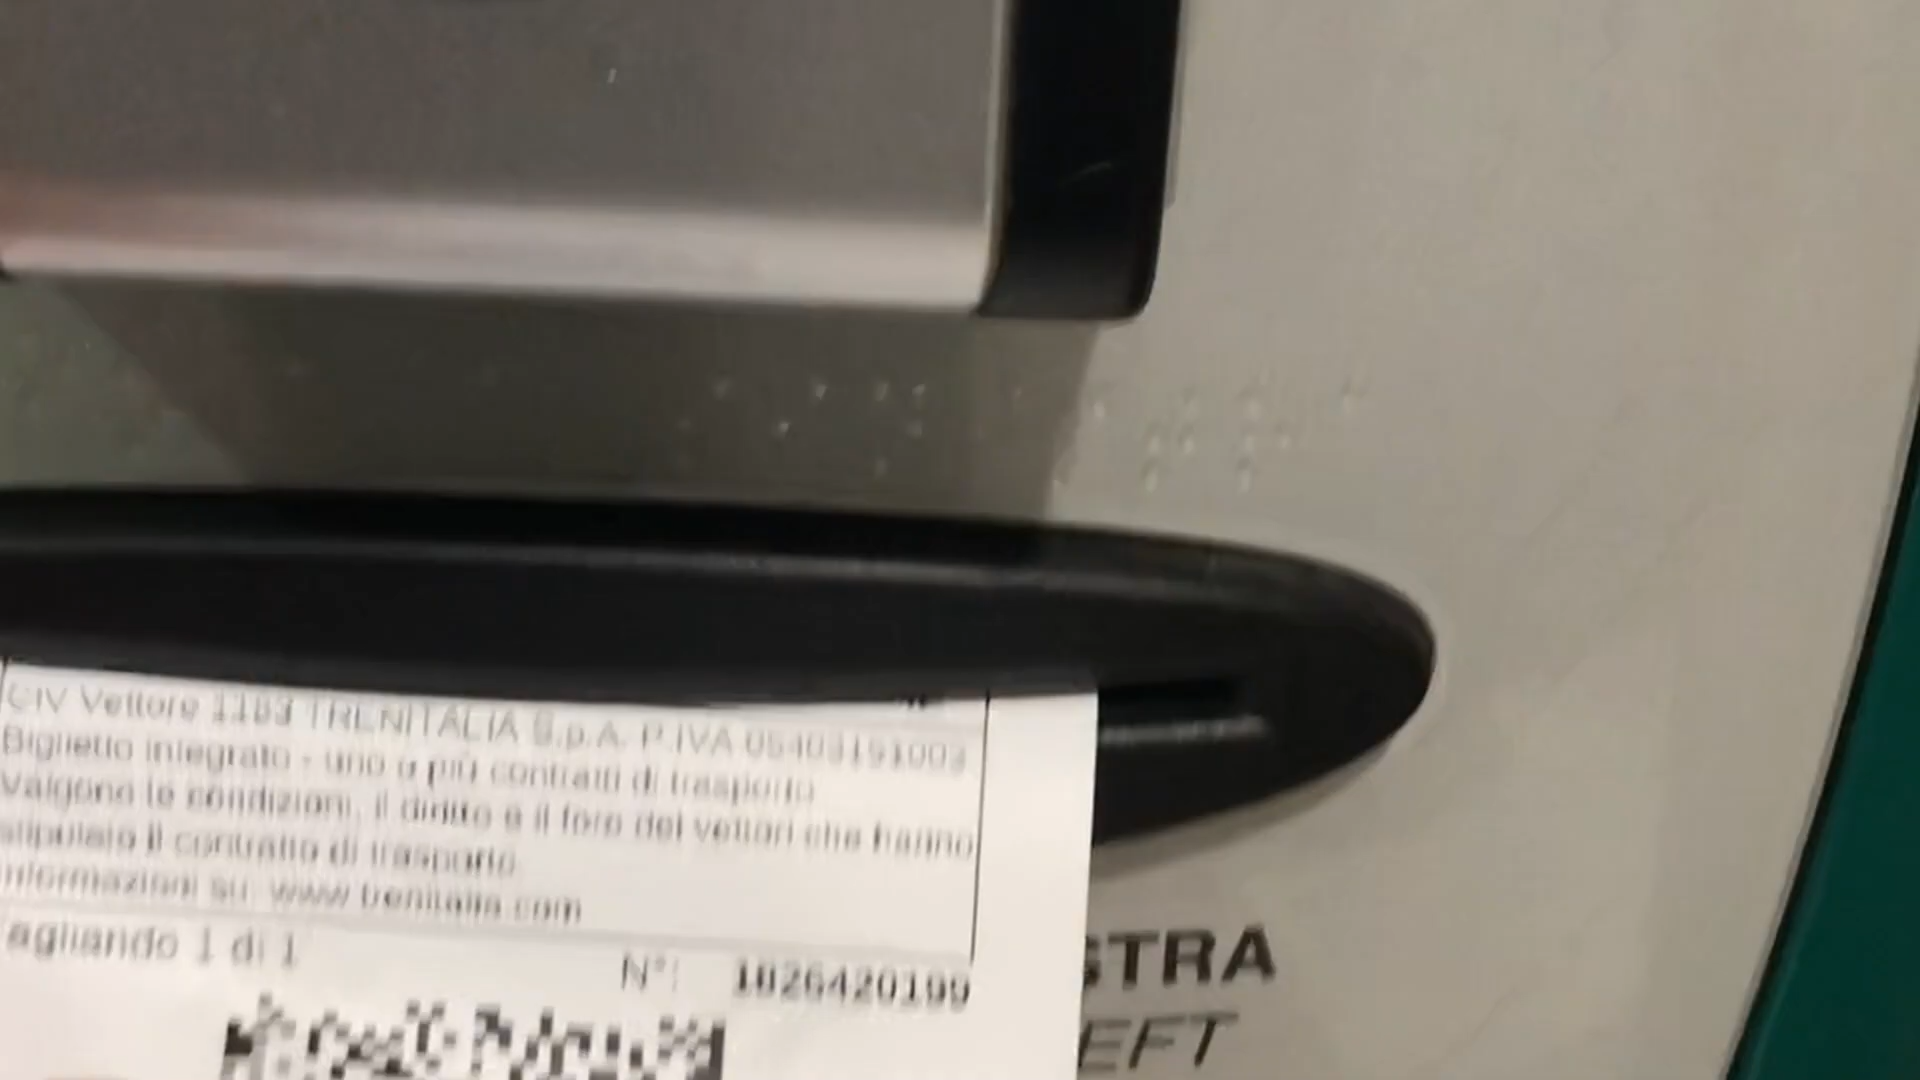 CIV Vettore 1183 TRENITALIA S.p.A. P.IVA 05403151003
Biglietto integrato - uno o più contratti di trasporto
Valgono le condizioni, il diritto e il foro dei vettori che hanno
stipulato il contratto di trasporto
informazioni su: www trenitalia com
agliando 1 di 1
N°: 1826420199
STRA
EFT